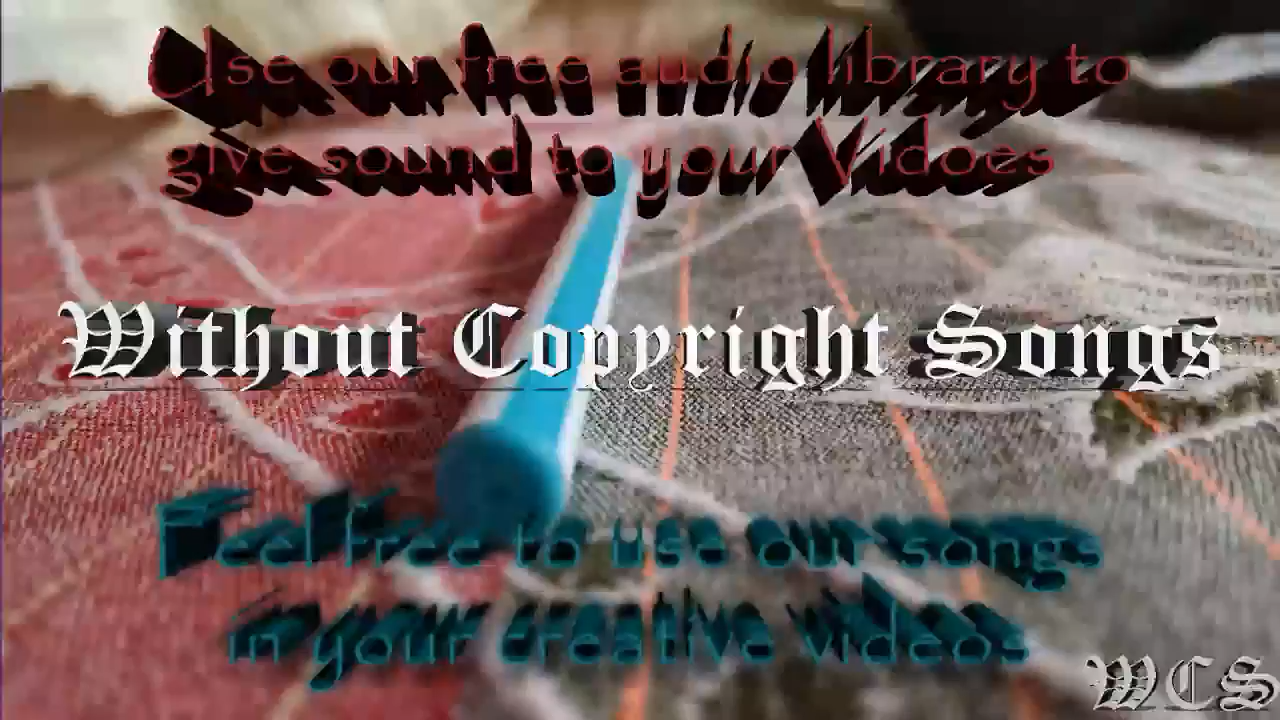 Use our free audio library to
give sound to your Vidoes
Without Copyright Songs
Feel free to use our songs
in your creative videos
WCS